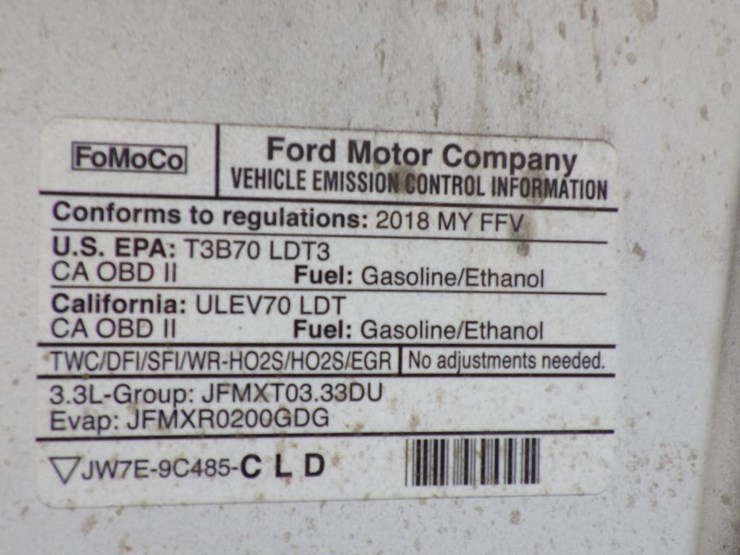 FoMoCo
Ford Motor Company
VEHICLE EMISSION CONTROL INFORMATION
Conforms to regulations: 2018 MY FFV
U.S. EPA: T3B70 LDT3
CA OBD II Fuel: Gasoline/Ethanol
California: ULEV70 LDT
CA OBD II Fuel: Gasoline/Ethanol
TWC/DFI/SFI/WR-HO2S/HO2S/EGR No adjustments needed.
3.3L-Group: JFMXT03.33DU
Evap: JFMXR0200GDG
▽JW7E-9C485-C L D